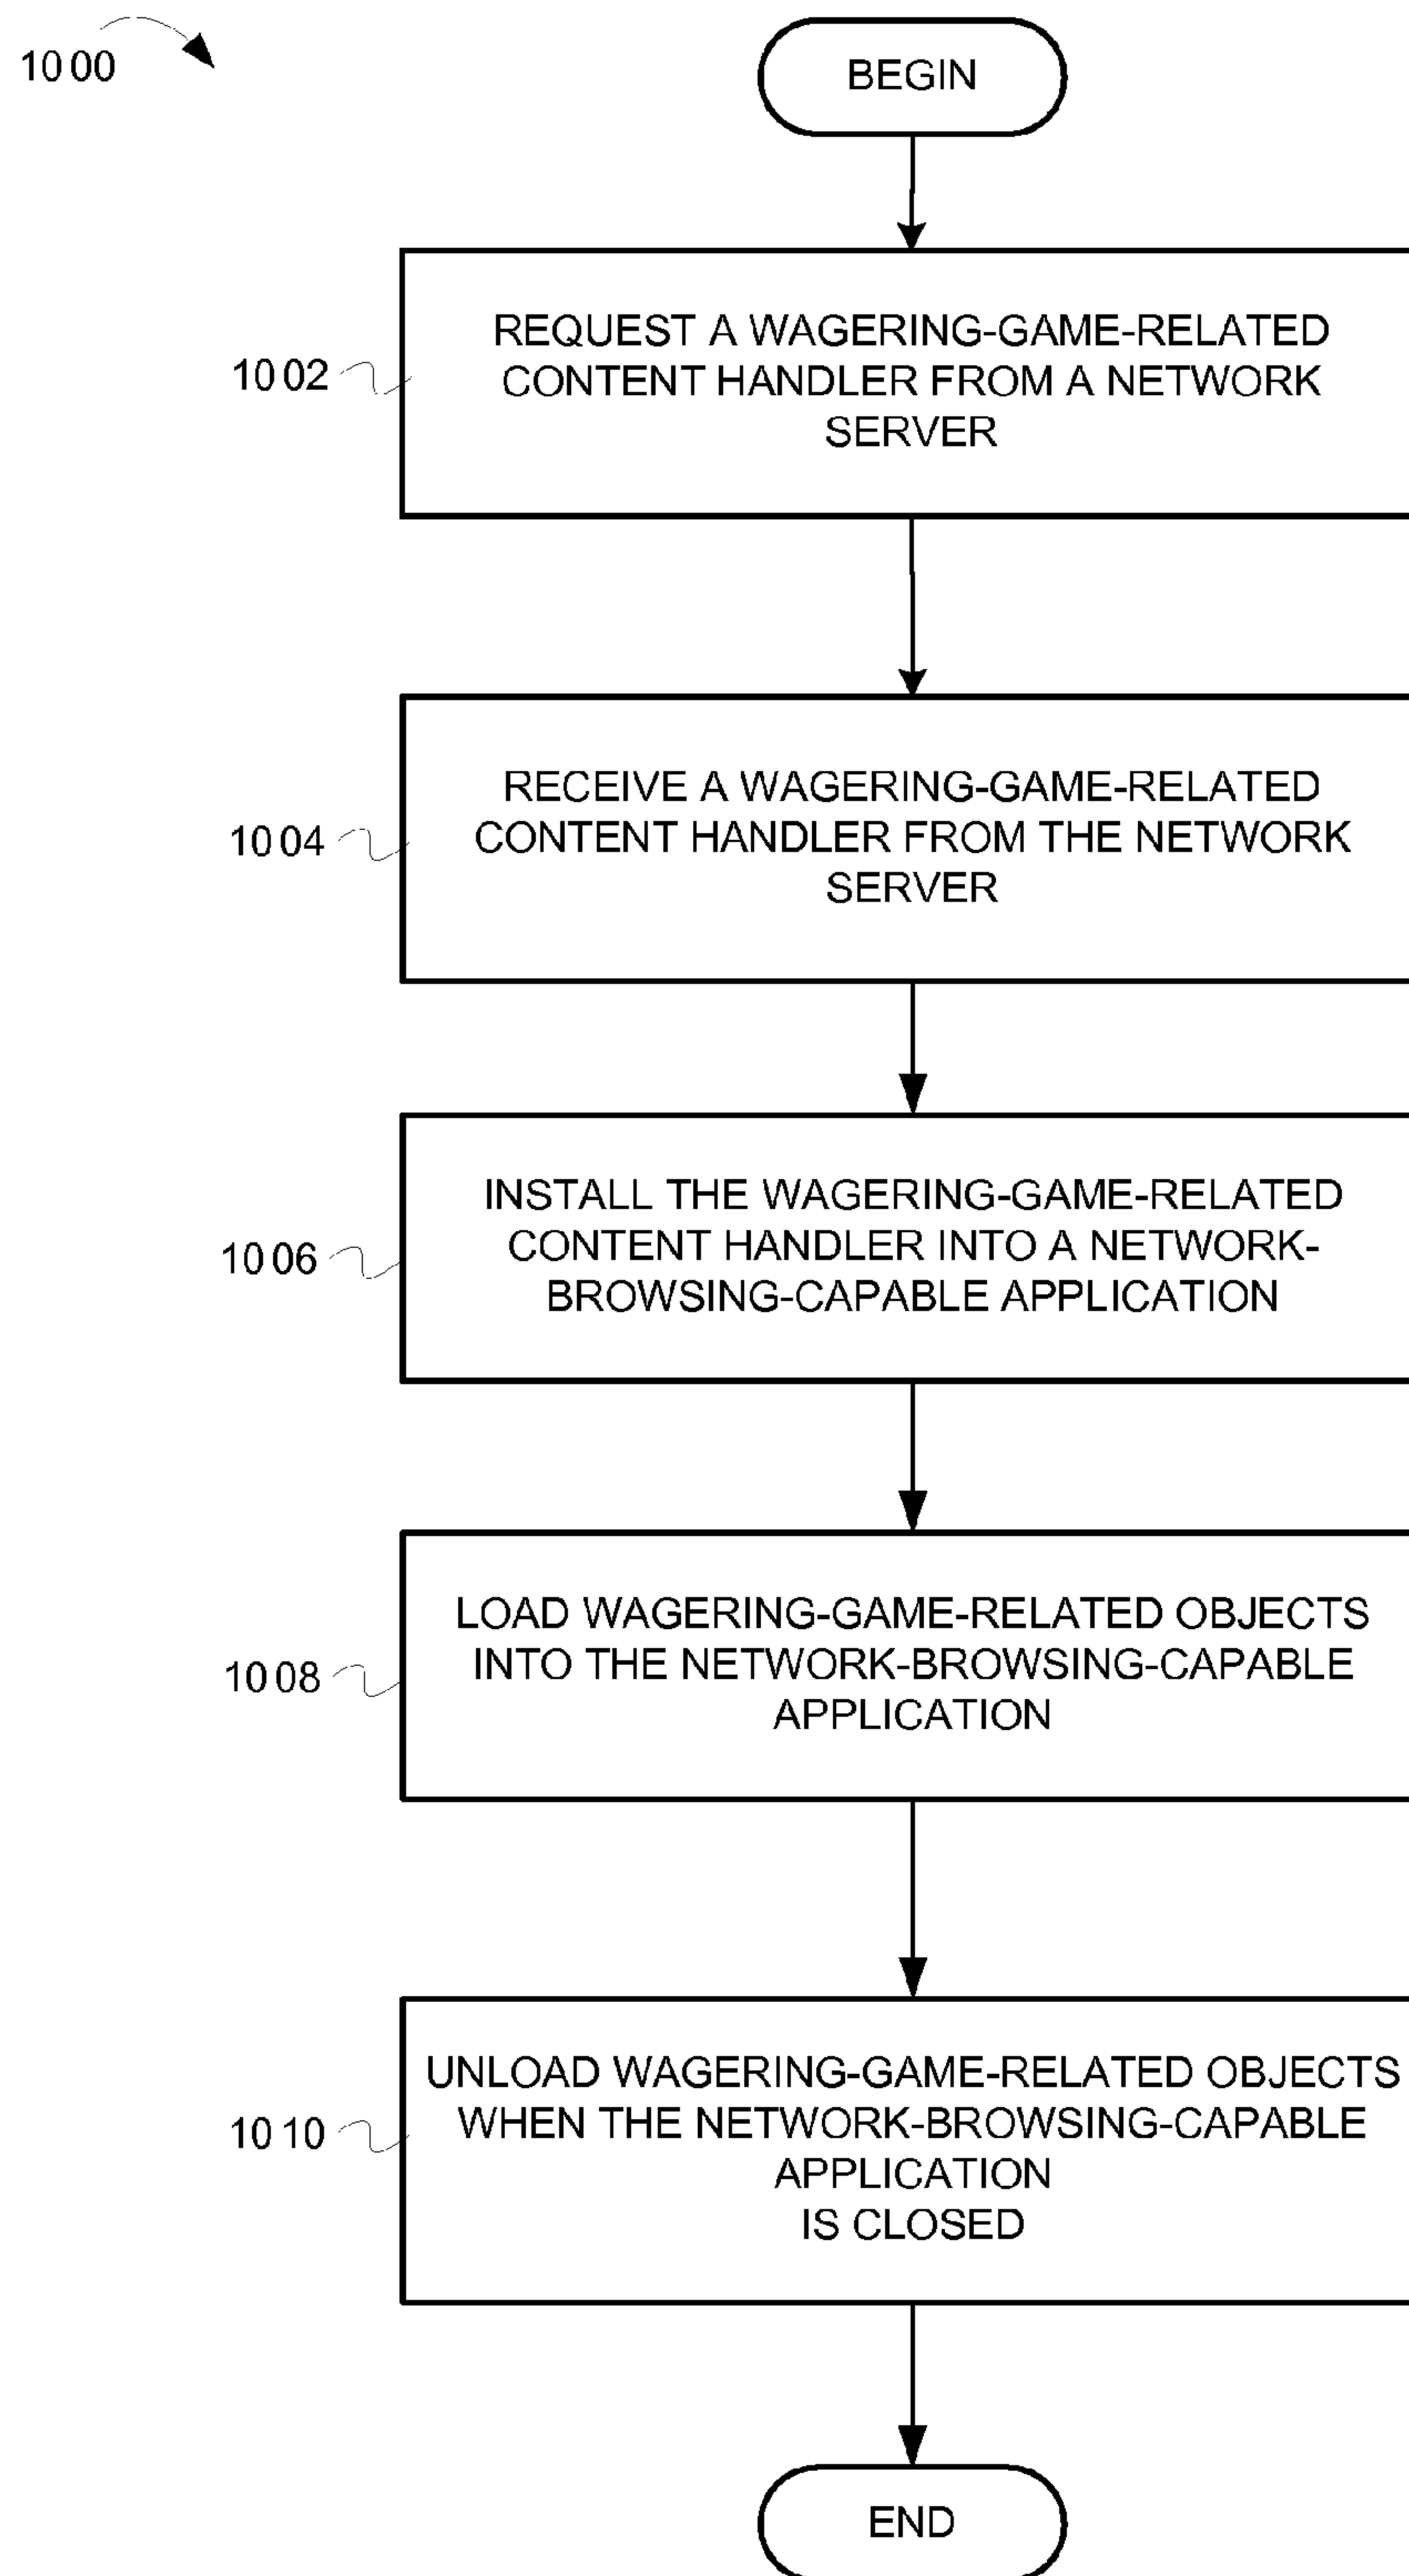 1000
BEGIN
REQUEST A WAGERING-GAME-RELATED
CONTENT HANDLER FROM A NETWORK
SERVER
1002
RECEIVE A WAGERING-GAME-RELATED
CONTENT HANDLER FROM THE NETWORK
SERVER
1004
INSTALL THE WAGERING-GAME-RELATED
CONTENT HANDLER INTO A NETWORK-
BROWSING-CAPABLE APPLICATION
1006
LOAD WAGERING-GAME-RELATED OBJECTS
INTO THE NETWORK-BROWSING-CAPABLE
APPLICATION
1008
UNLOAD WAGERING-GAME-RELATED OBJECTS
WHEN THE NETWORK-BROWSING-CAPABLE
APPLICATION
IS CLOSED
1010
END